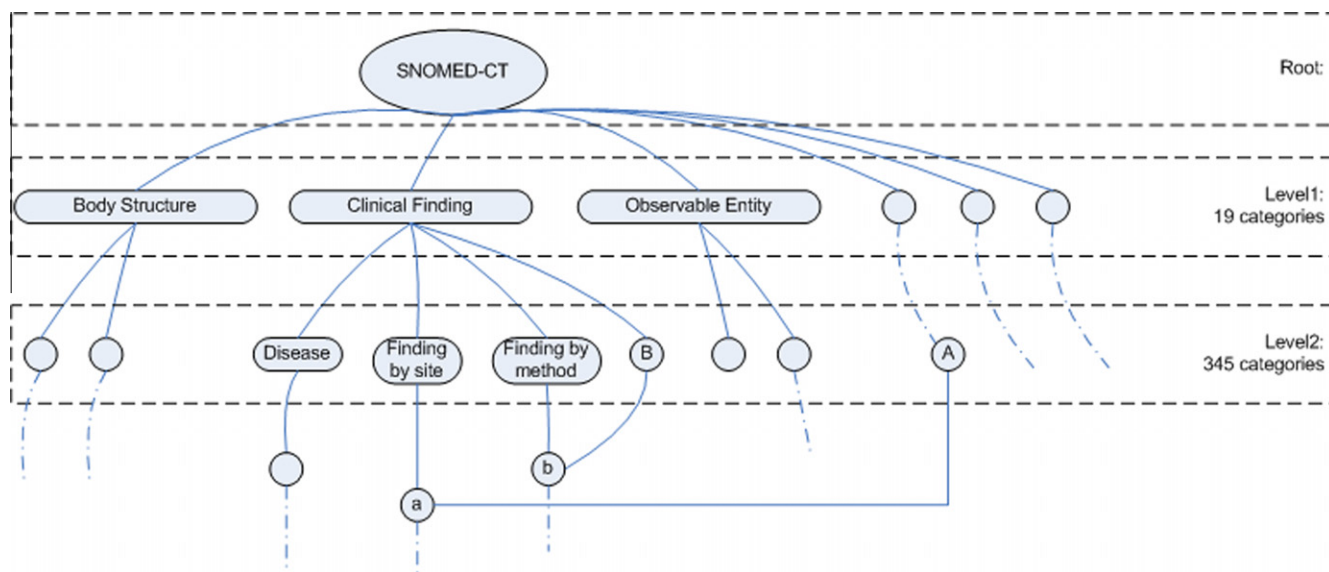 SNOMED-CT
Root:
Body Structure
Clinical Finding
Observable Entity
Level1:
19 categories
Disease
Finding
by site
Finding by
method
B
A
Level2:
345 categories
b
a